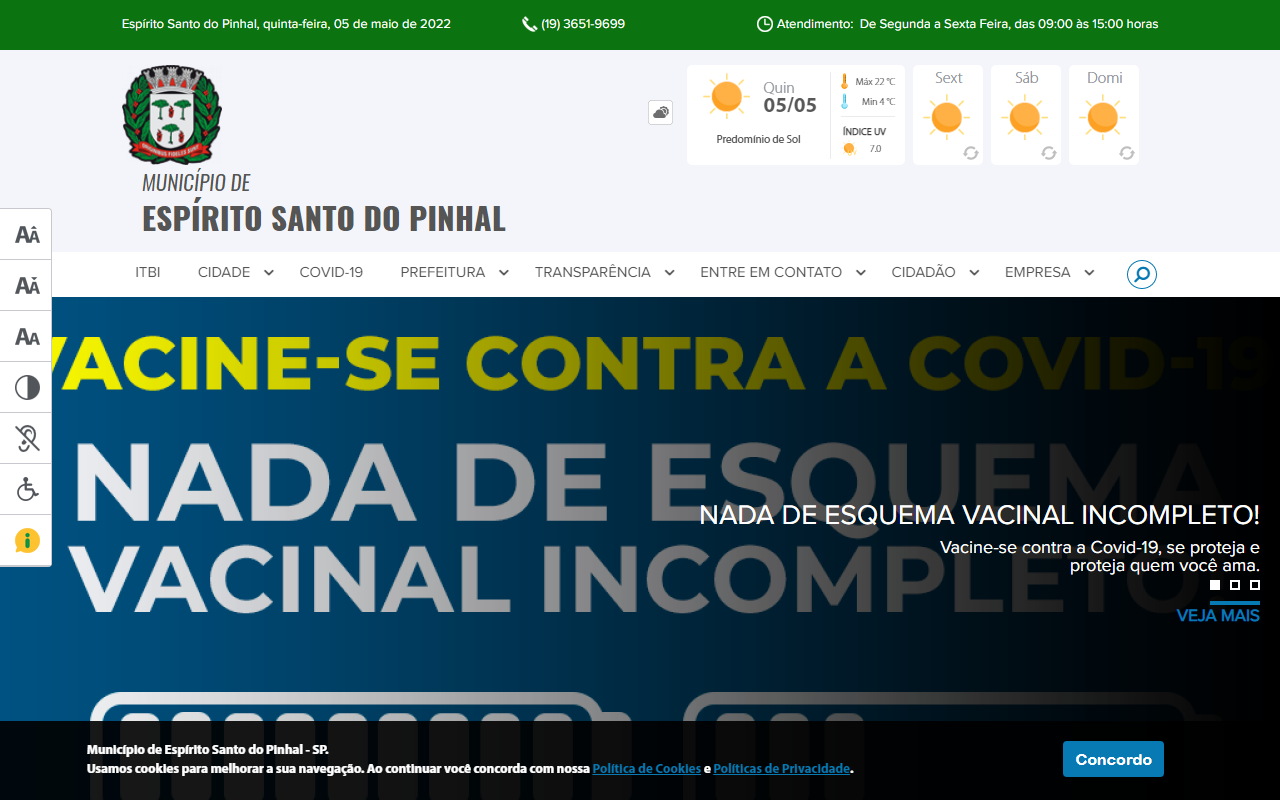 Espírito Santo do Pinhal, quinta-feira, 05 de maio de 2022
(19) 3651-9699
Atendimento: De Segunda a Sexta Feira, das 09:00 às 15:00 horas
MUNICÍPIO DE
ESPÍRITO SANTO DO PINHAL
Quin
05/05
Predomínio de Sol
Máx 22 ºC
Min 4 ºC
ÍNDICE UV
7.0
Sext
Sáb
Domi
ITBI
CIDADE
COVID-19
PREFEITURA
TRANSPARÊNCIA
ENTRE EM CONTATO
CIDADÃO
EMPRESA
VACINE-SE CONTRA A COVID-19
NADA DE ESQUEMA
VACINAL INCOMPLETO
NADA DE ESQUEMA VACINAL INCOMPLETO!
Vacine-se contra a Covid-19, se proteja e
proteja quem você ama.
VEJA MAIS
Município de Espírito Santo do Pinhal - SP.
Usamos cookies para melhorar a sua navegação. Ao continuar você concorda com nossa Política de Cookies e Políticas de Privacidade.
Concordo